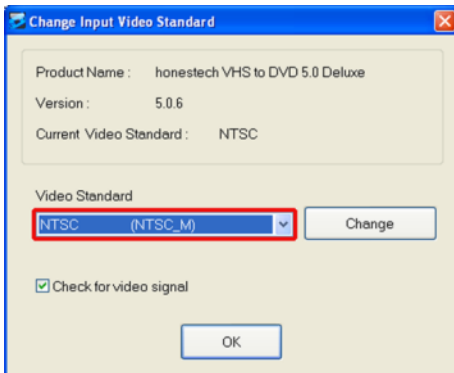 Change Input Video Standard
Product Name : honestech VHS to DVD 5.0 Deluxe
Version : 5.0.6
Current Video Standard : NTSC
Video Standard
NTSC (NTSC_M) Change
Check for video signal
OK